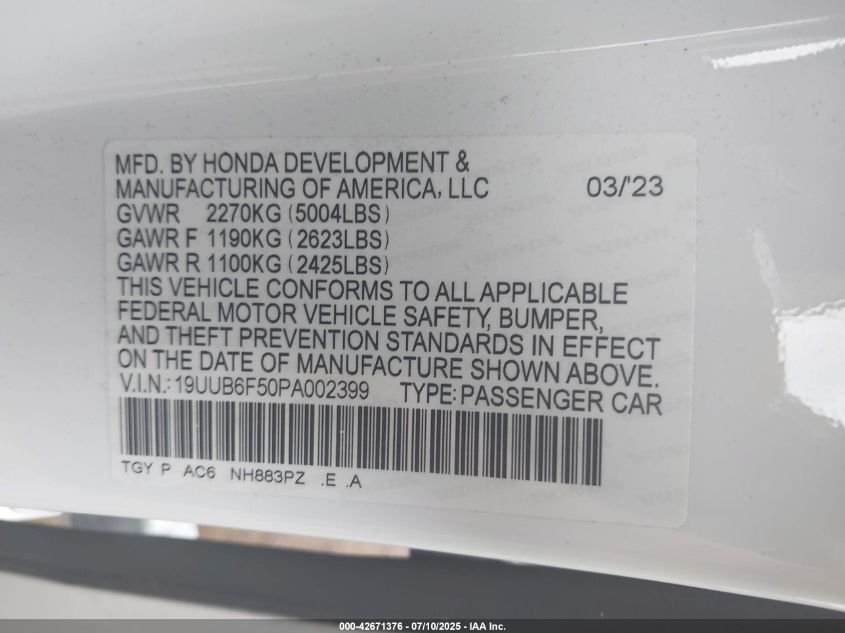 MFD. BY HONDA DEVELOPMENT &
MANUFACTURING OF AMERICA, LLC 03/'23
GVWR 2270KG (5004LBS)
GAWR F 1190KG (2623LBS)
GAWR R 1100KG (2425LBS)
THIS VEHICLE CONFORMS TO ALL APPLICABLE
FEDERAL MOTOR VEHICLE SAFETY, BUMPER,
AND THEFT PREVENTION STANDARDS IN EFFECT
ON THE DATE OF MANUFACTURE SHOWN ABOVE.
V.I.N.: 19UUB6F50PA002399 TYPE: PASSENGER CAR
TGY P AC6 NH883PZ .E .A
000-42671376 - 07/10/2025 - IAA Inc.